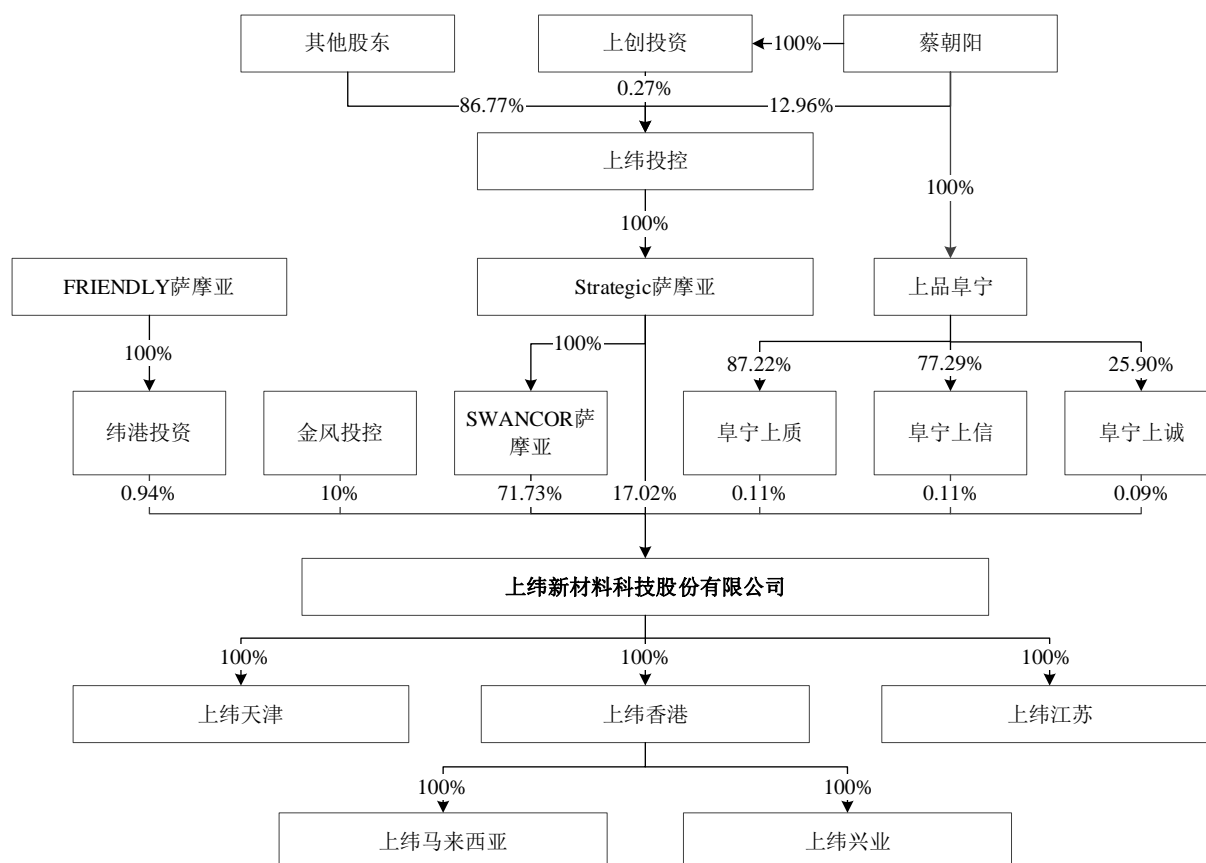 其他股东
上创投资
100%
蔡朝阳
0.27%
86.77%
12.96%
上纬投控
100%
100%
FRIENDLY萨摩亚
Strategic萨摩亚
上品阜宁
100%
100%
87.22%
77.29%
25.90%
纬港投资
金风投控
SWANCOR萨
摩亚
阜宁上质
阜宁上信
阜宁上诚
0.94%
10%
71.73%
17.02%
0.11%
0.11%
0.09%
上纬新材料科技股份有限公司
100%
100%
100%
上纬天津
上纬香港
上纬江苏
100%
100%
上纬马来西亚
上纬兴业